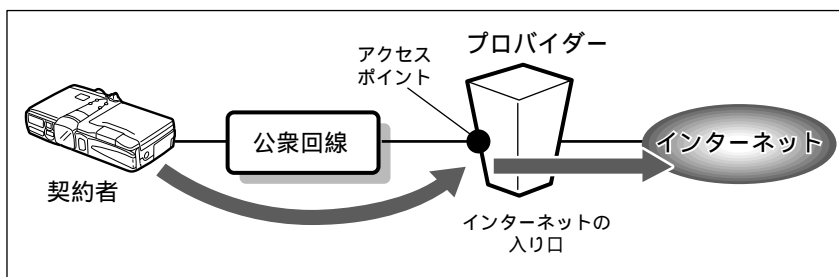 プロバイダー
アクセス
ポイント
公衆回線
インターネット
契約者
インターネットの
入り口